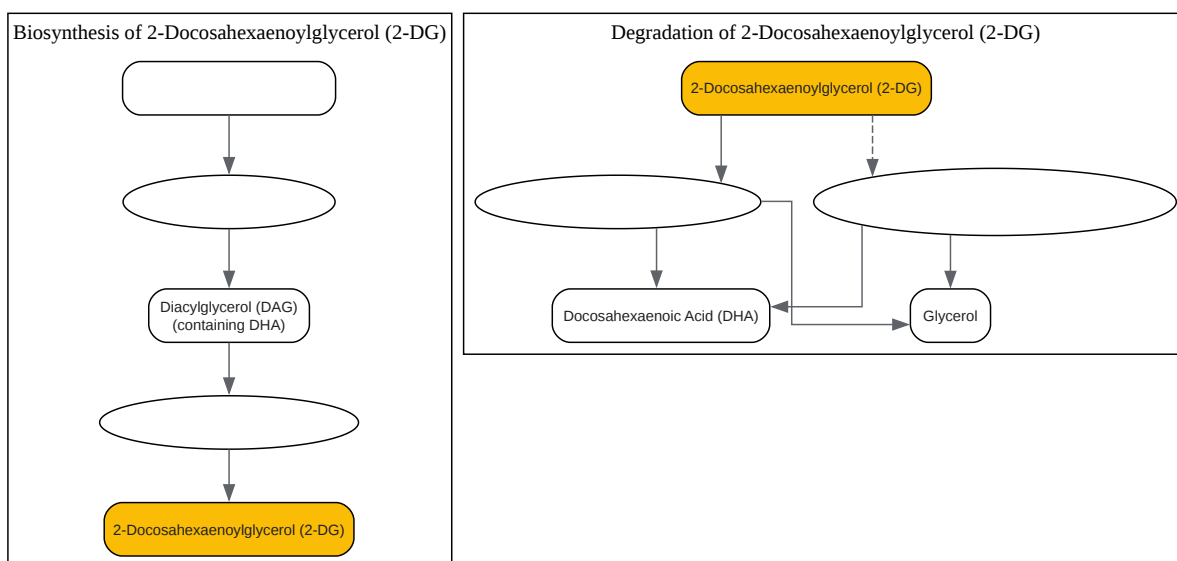 Biosynthesis of 2-Docosahexaenoylglycerol (2-DG)
Diacylglycerol (DAG)
(containing DHA)
2-Docosahexaenoylglycerol (2-DG)
Degradation of 2-Docosahexaenoylglycerol (2-DG)
2-Docosahexaenoylglycerol (2-DG)
Docosahexaenoic Acid (DHA)
Glycerol